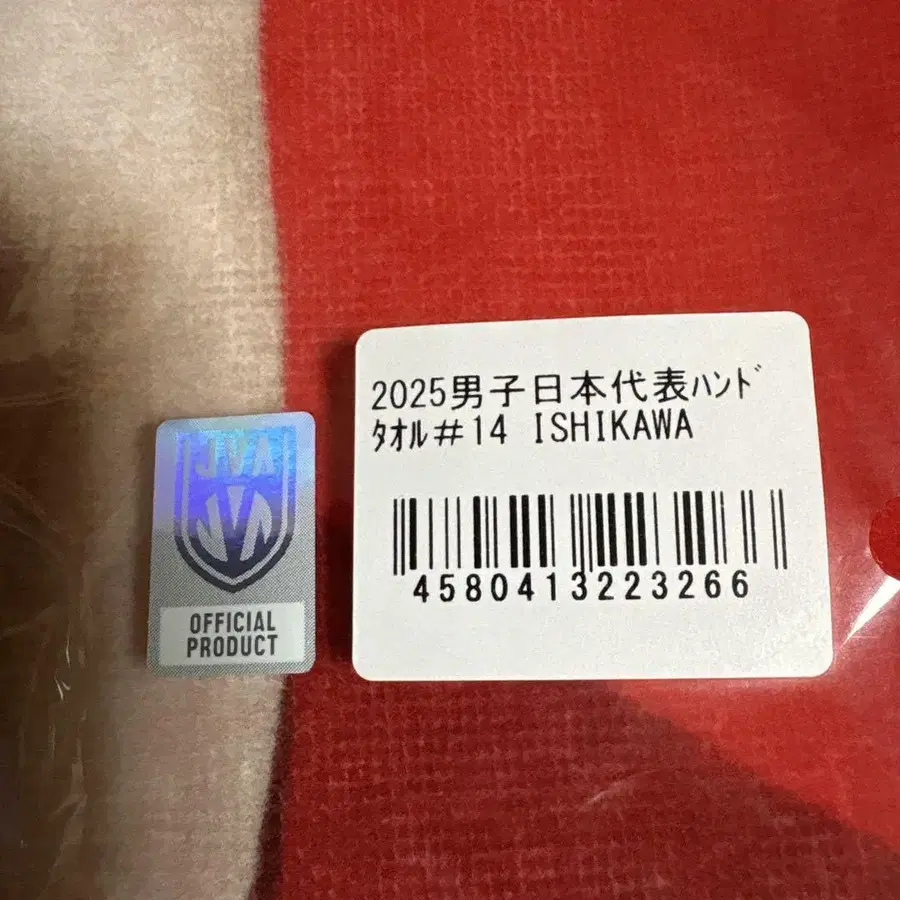 JVA
OFFICIAL
PRODUCT
2025男子日本代表ﾊﾝﾄﾞ
ﾀｵﾙ#14 ISHIKAWA
4580413223266